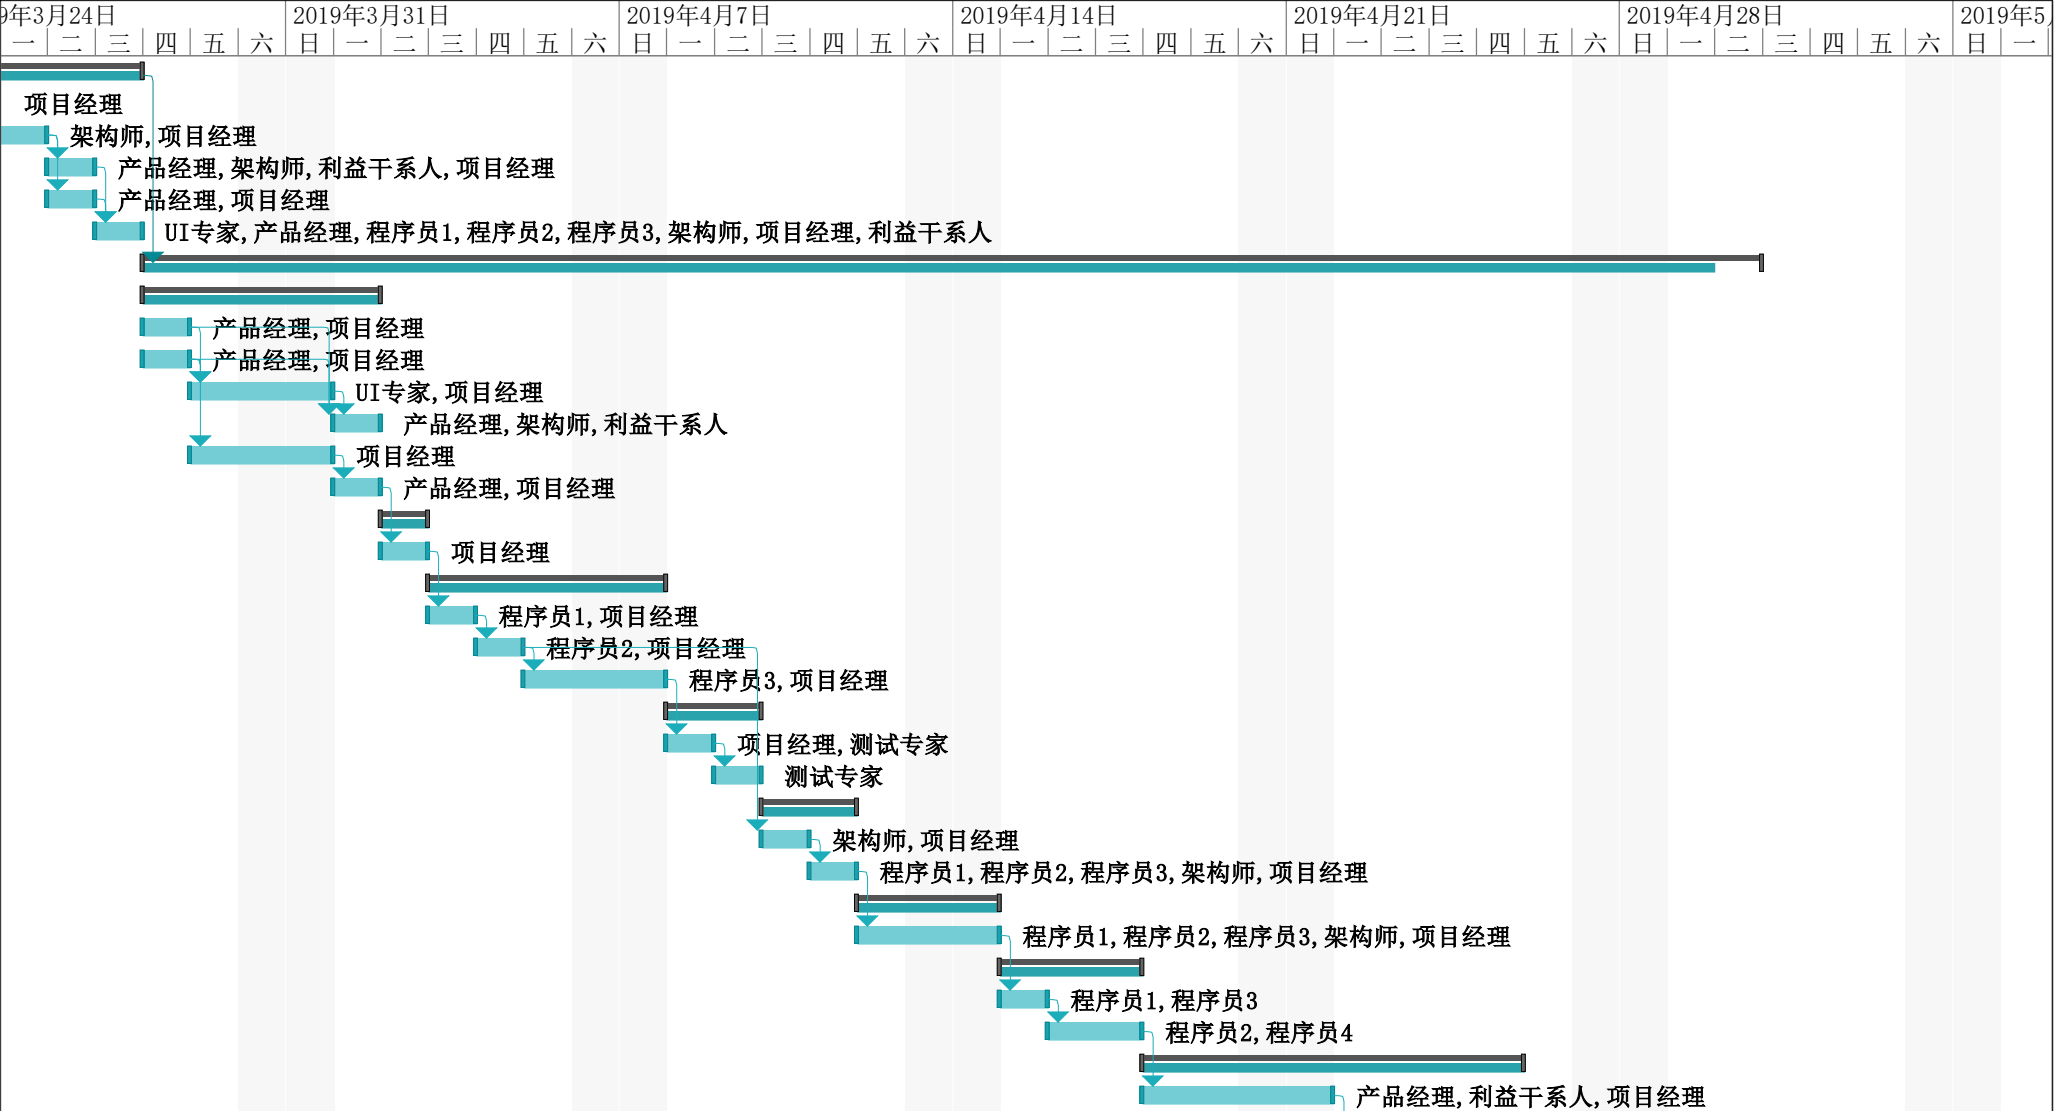 9年3月24日 2019年3月31日 2019年4月7日 2019年4月14日 2019年4月21日 2019年4月28日 2019年5
一 二 三 四 五 六 日 一 二 三 四 五 六 日 一 二 三 四 五 六 日 一 二 三 四 五 六 日 一 二 三 四 五 六 日 一 二 三 四 五 六 日 一
项目经理
架构师,项目经理
产品经理,架构师,利益干系人,项目经理
产品经理,项目经理
UI专家,产品经理,程序员1,程序员2,程序员3,架构师,项目经理,利益干系人
产品经理,项目经理
产品经理,项目经理
UI专家,项目经理
产品经理,架构师,利益干系人
项目经理
产品经理,项目经理
项目经理
程序员1,项目经理
程序员2,项目经理
程序员3,项目经理
项目经理,测试专家
测试专家
架构师,项目经理
程序员1,程序员2,程序员3,架构师,项目经理
程序员1,程序员2,程序员3,架构师,项目经理
程序员1,程序员3
程序员2,程序员4
产品经理,利益干系人,项目经理